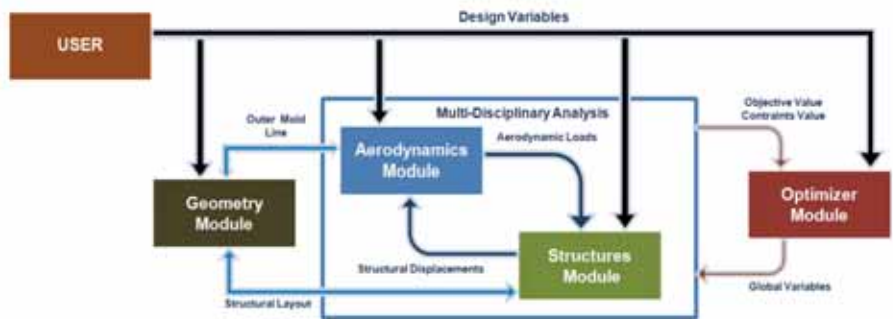 Design Variables
USER
Multi-Disciplinary Analysis
Objective Value
Contraints Value
Outer Mold
Line
Aerodynamics
Module
Aerodynamic Loads
Geometry
Module
Optimizer
Module
Structures
Module
Structural Displacements
Structural Layout
Global Variables